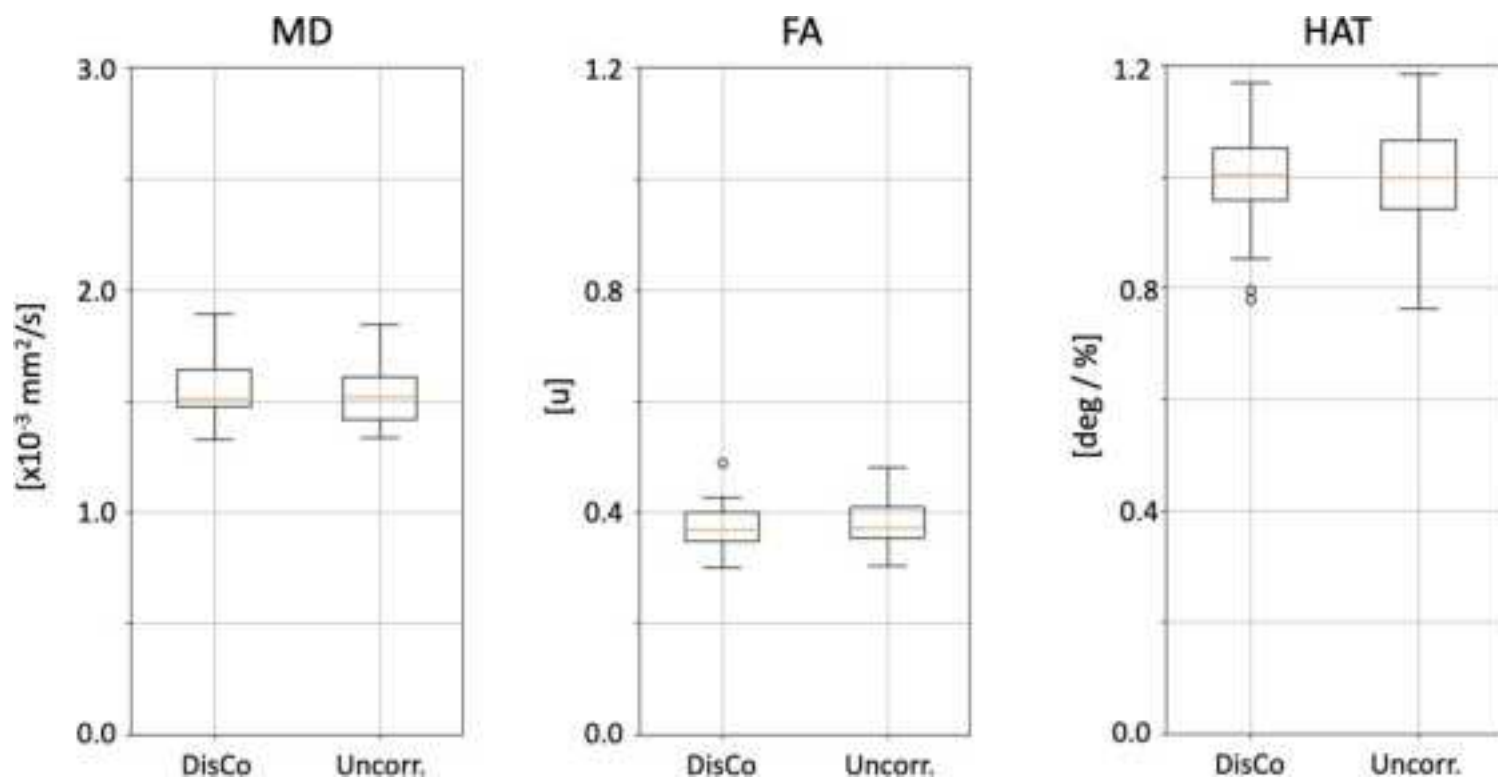 MD
FA
HAT
3.0
2.0
1.0
0.0
[x10⁻³ mm²/s]
DisCo
Uncorr.
1.2
0.8
0.4
0.0
[u]
DisCo
Uncorr.
1.2
0.8
0.4
0.0
[deg / %]
DisCo
Uncorr.